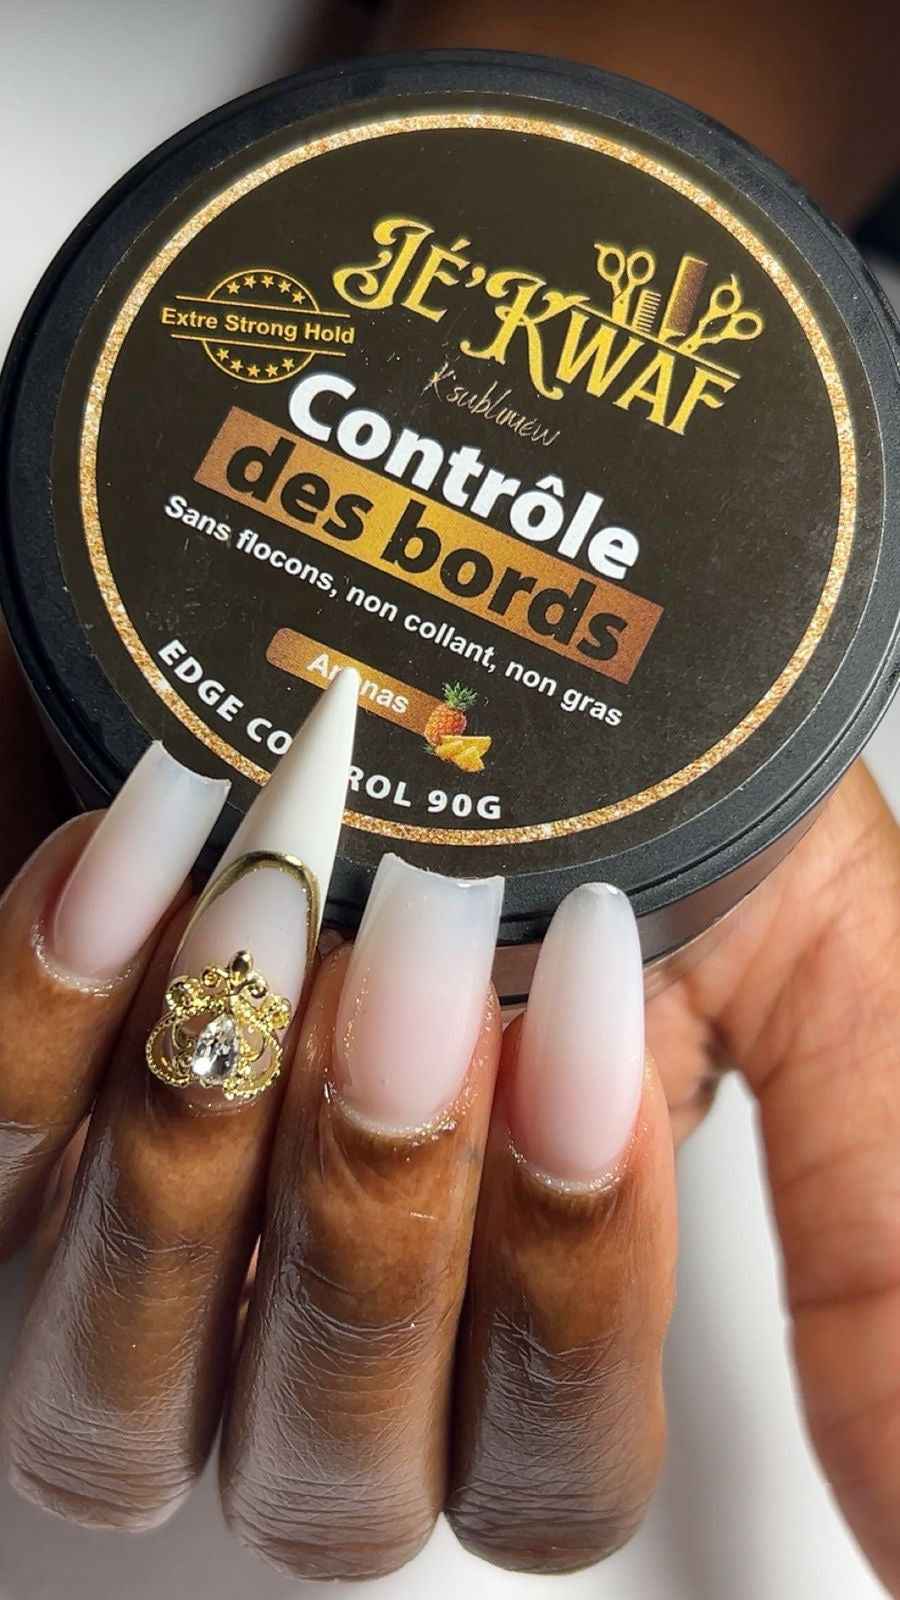 JÉ'KWAF
K'sublimew
Extre Strong Hold
Contrôle
des bords
Sans flocons, non collant, non gras
EDGE CO ROL 90G